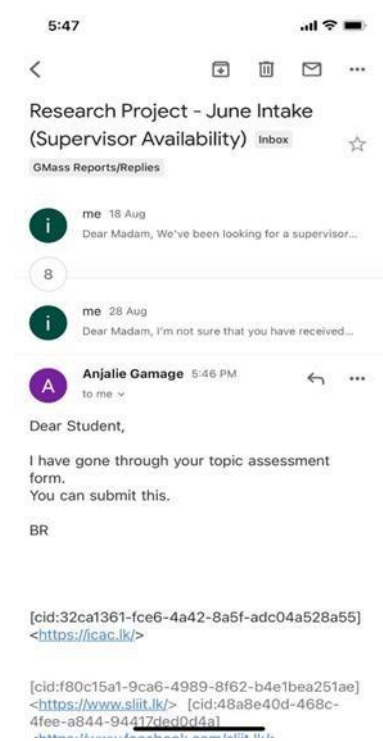 5:47
Research Project - June Intake
(Supervisor Availability) Inbox
GMass Reports/Replies
i
me 18 Aug
Dear Madam, We've been looking for a supervisor...
8
i
me 28 Aug
Dear Madam, I'm not sure that you have received...
A
Anjalie Gamage 5:46 PM
to me
Dear Student,
I have gone through your topic assessment
form.
You can submit this.
BR
[cid:32ca1361-fce6-4a42-8a5f-adc04a528a55]
<https://icac.lk/>
[cid:f80c15a1-9ca6-4989-8f62-b4e1bea251ae]
<https://www.sliit.lk/> [cid:48a8e40d-468c-
4fee-a844-94417ded0d4a]